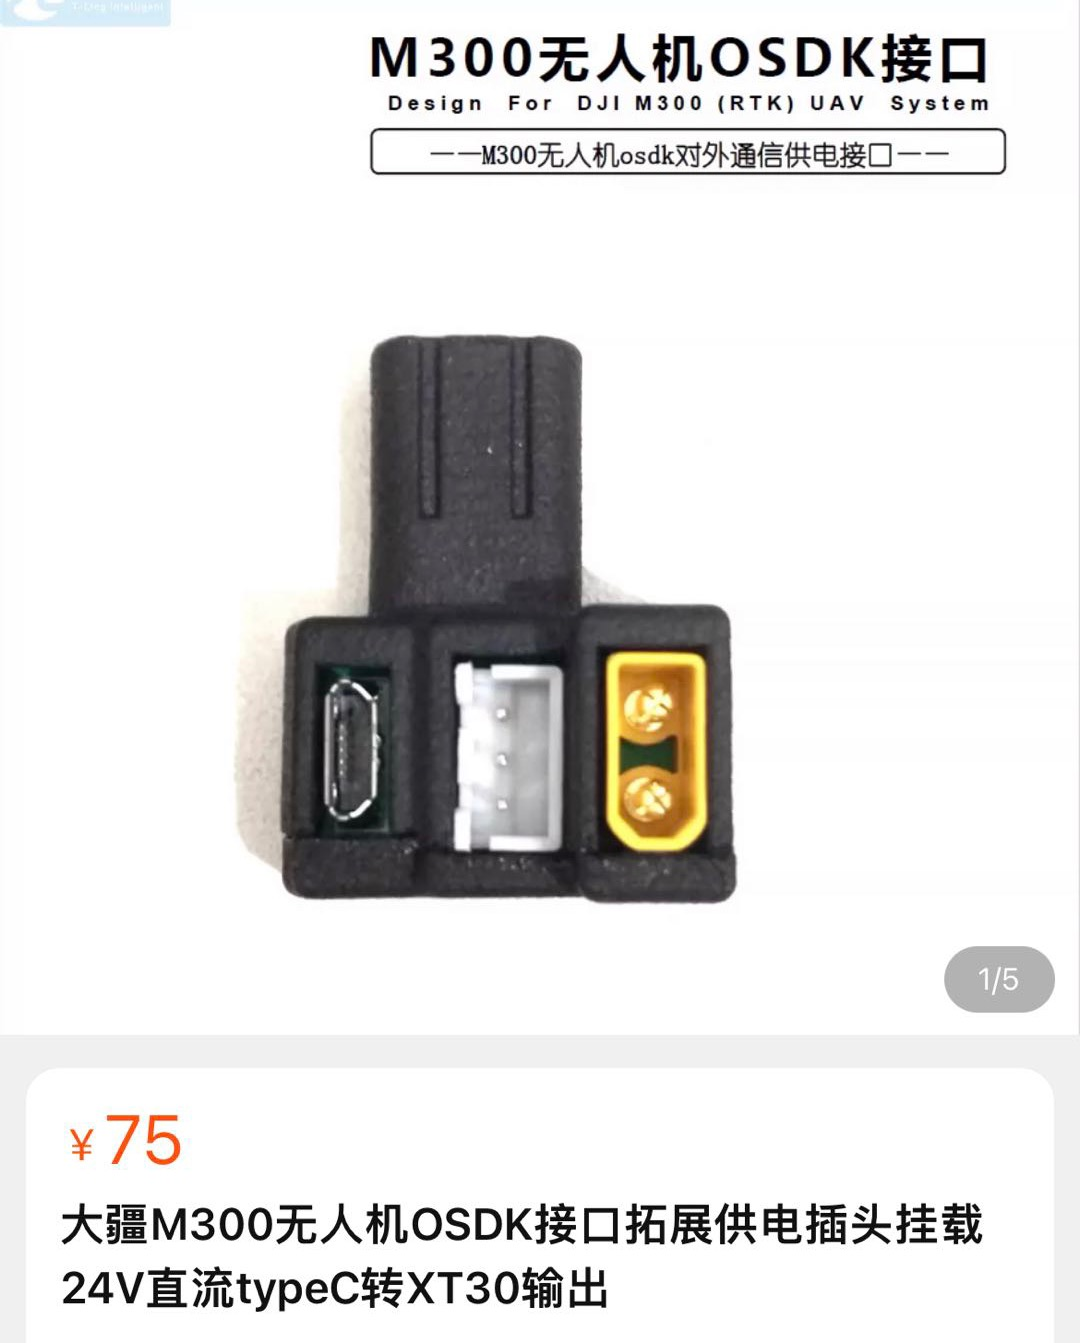 T/Deg Intelligent
M300无人机OSDK接口
Design For DJI M300 (RTK) UAV System
——M300无人机osdk对外通信供电接口——
1/5
¥75
大疆M300无人机OSDK接口拓展供电插头挂载
24V直流typeC转XT30输出